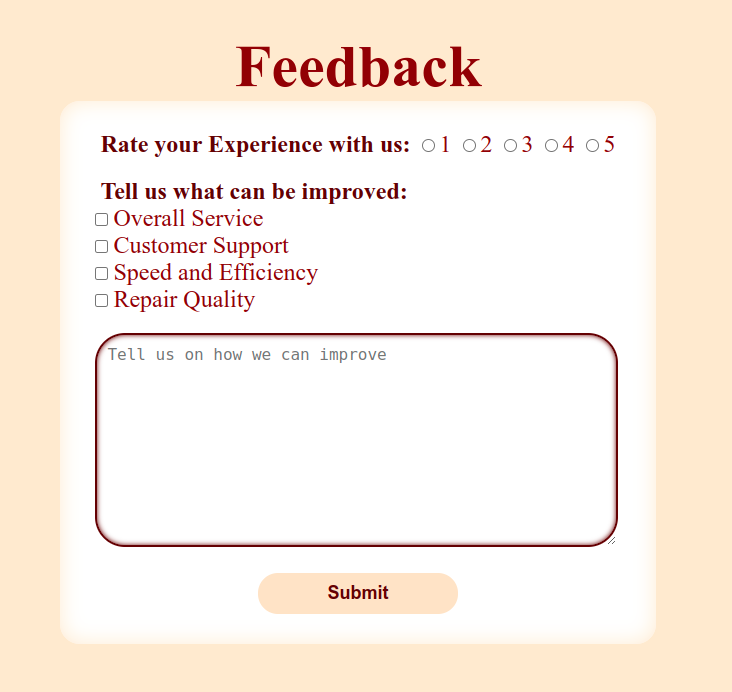 Feedback
Rate your Experience with us: 1 2 3 4 5
Tell us what can be improved:
Overall Service
Customer Support
Speed and Efficiency
Repair Quality
Tell us on how we can improve
Submit